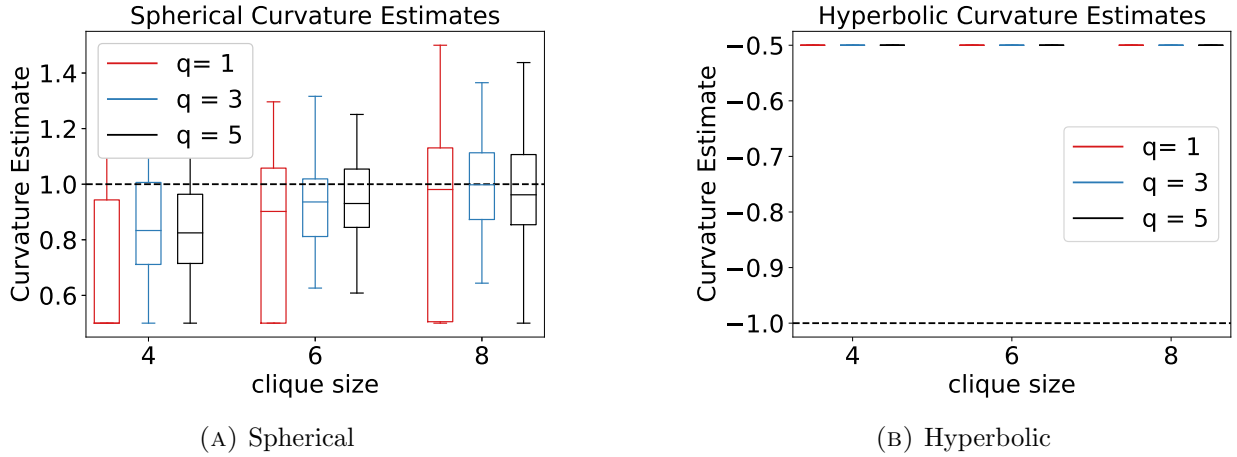 Spherical Curvature Estimates
Curvature Estimate
1.4
1.2
1.0
0.8
0.6
q= 1
q = 3
q = 5
4 6 8
clique size
(A) Spherical
Hyperbolic Curvature Estimates
Curvature Estimate
−0.5
−0.6
−0.7
−0.8
−0.9
−1.0
q= 1
q = 3
q = 5
4 6 8
clique size
(B) Hyperbolic